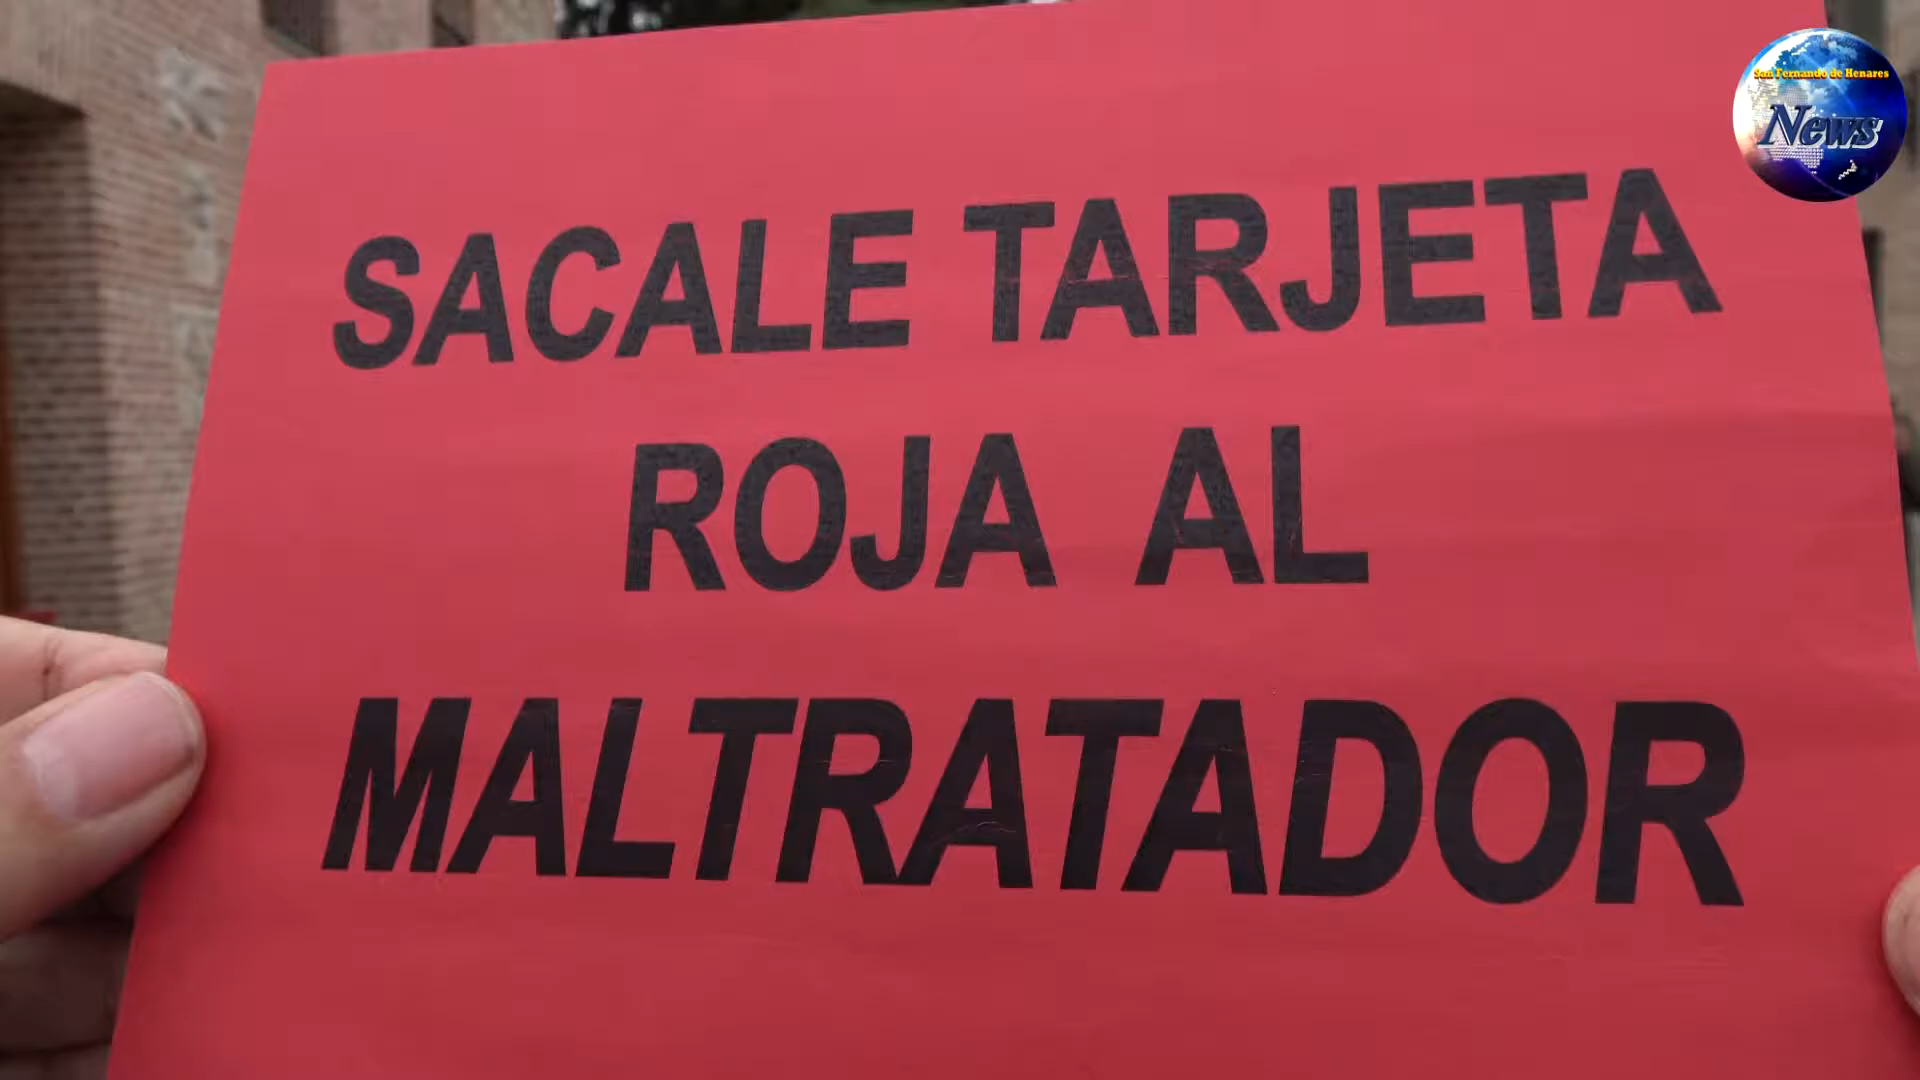 San Fernando de Henares
News
SACALE TARJETA
ROJA AL
MALTRATADOR